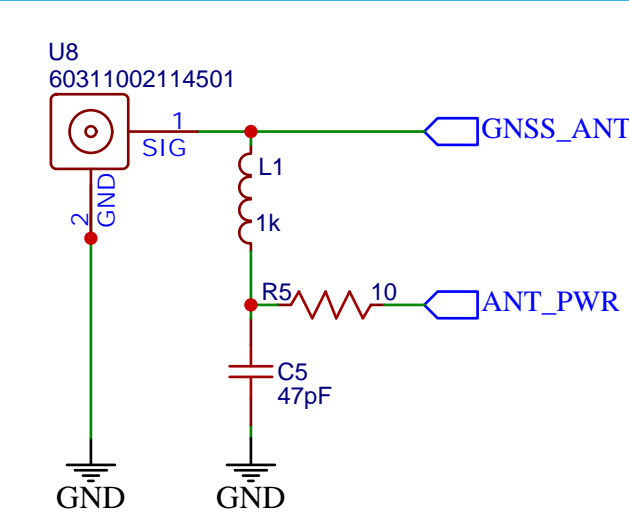 U8
60311002114501
1
SIG
GNSS_ANT
2
GND
L1
1k
R5
10
ANT_PWR
C5
47pF
GND
GND